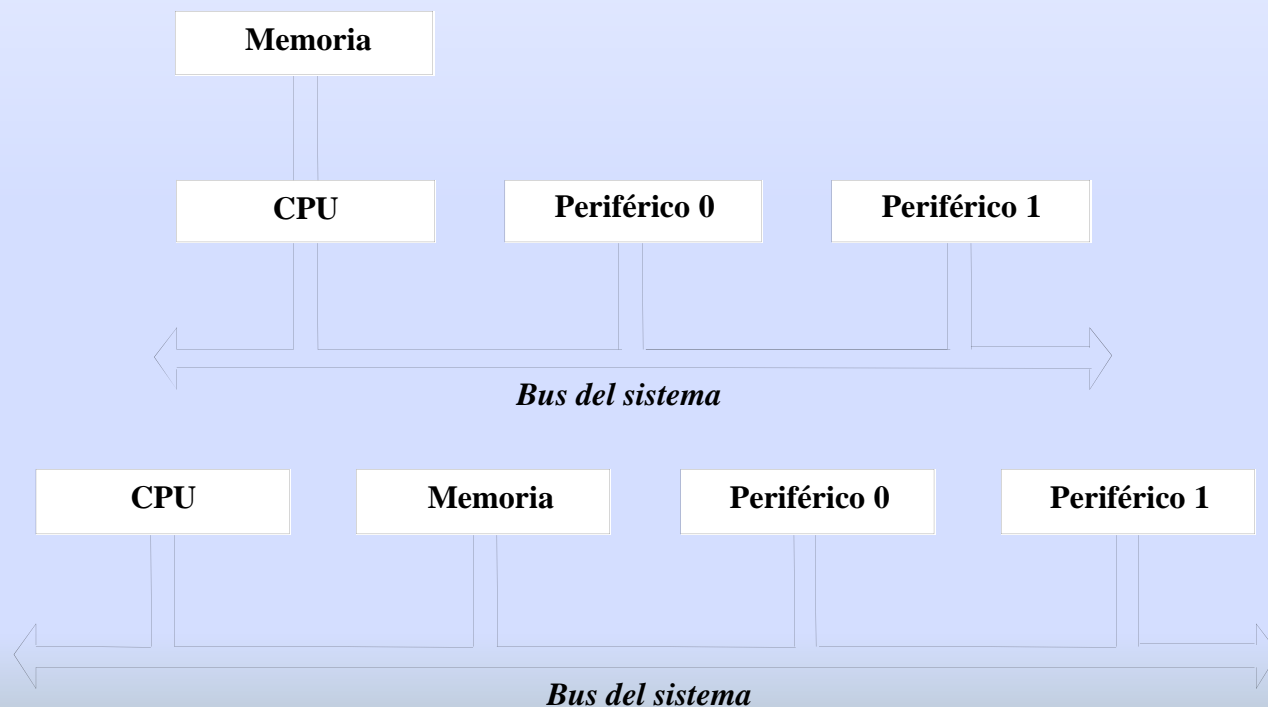 Memoria
CPU
Periférico 0
Periférico 1
Bus del sistema
CPU
Memoria
Periférico 0
Periférico 1
Bus del sistema